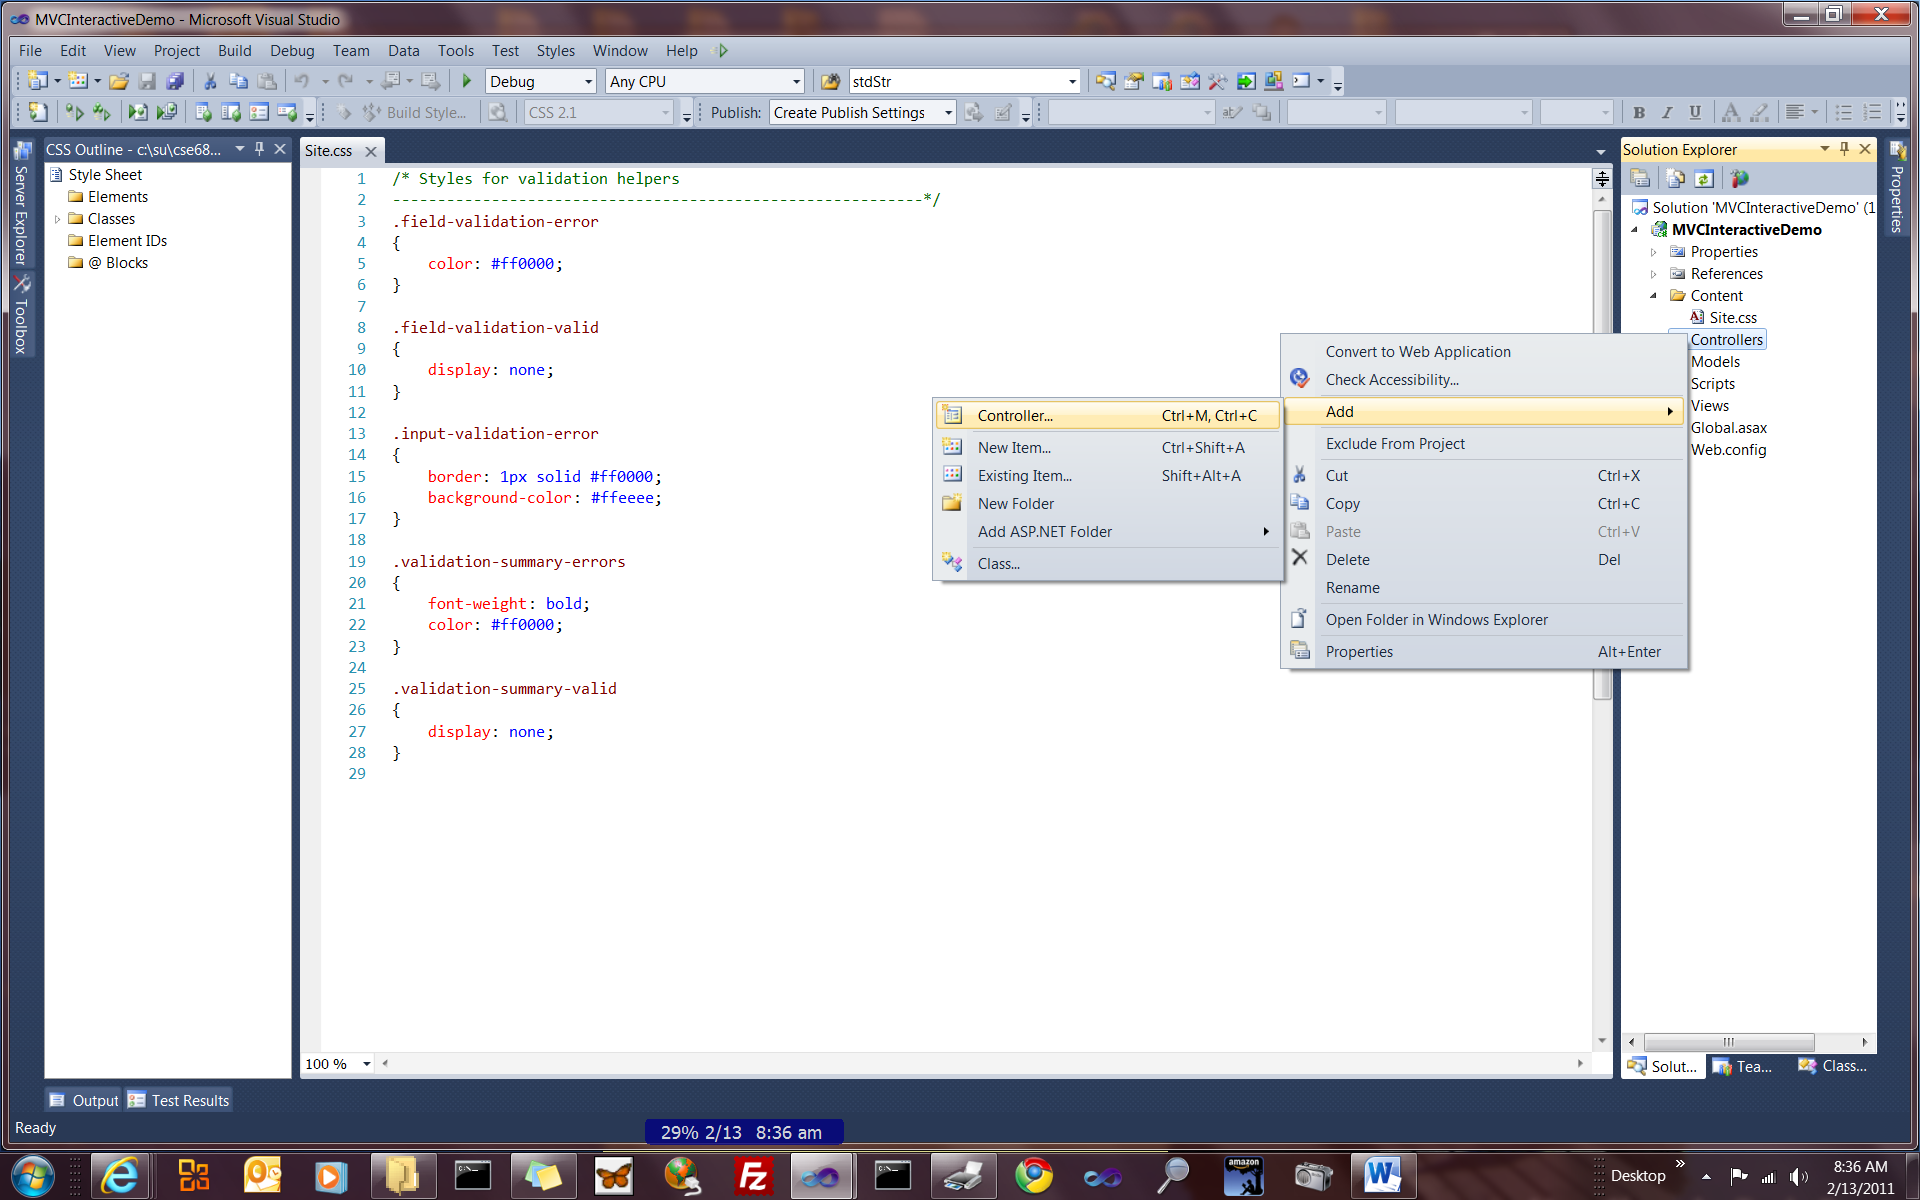 MVCInteractiveDemo - Microsoft Visual Studio
File Edit View Project Build Debug Team Data Tools Test Styles Window Help
Debug Any CPU stdStr
Build Style... CSS 2.1 Publish: Create Publish Settings
Server Explorer
Toolbox
CSS Outline - c:\su\cse68...
Style Sheet
Elements
Classes
Element IDs
@ Blocks
Site.css
1 /* Styles for validation helpers
2 -----------------------------------------------------------*/
3 .field-validation-error
4 {
5 color: #ff0000;
6 }
7
8 .field-validation-valid
9 {
10 display: none;
11 }
12
13 .input-validation-error
14 {
15 border: 1px solid #ff0000;
16 background-color: #ffeeee;
17 }
18
19 .validation-summary-errors
20 {
21 font-weight: bold;
22 color: #ff0000;
23 }
24
25 .validation-summary-valid
26 {
27 display: none;
28 }
29
100 %
Controller... Ctrl+M, Ctrl+C
New Item... Ctrl+Shift+A
Existing Item... Shift+Alt+A
New Folder
Add ASP.NET Folder
Class...
Convert to Web Application
Check Accessibility...
Add
Exclude From Project
Cut Ctrl+X
Copy Ctrl+C
Paste Ctrl+V
Delete Del
Rename
Open Folder in Windows Explorer
Properties Alt+Enter
Solution Explorer
Solution 'MVCInteractiveDemo' (1
MVCInteractiveDemo
Properties
References
Content
Site.css
Controllers
Models
Scripts
Views
Global.asax
Web.config
Solut... Tea... Class...
Properties
Output Test Results
Ready
29% 2/13 8:36 am
amazon
Desktop
8:36 AM
2/13/2011